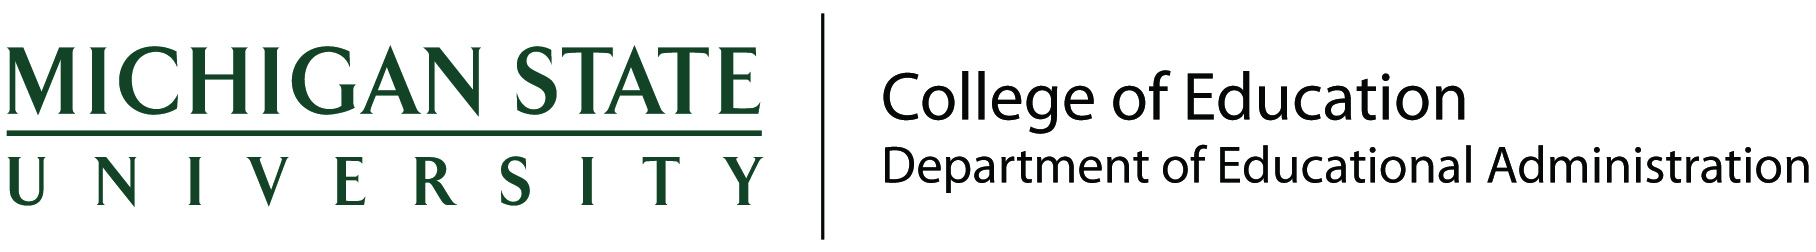 MICHIGAN STATE
UNIVERSITY
College of Education
Department of Educational Administration